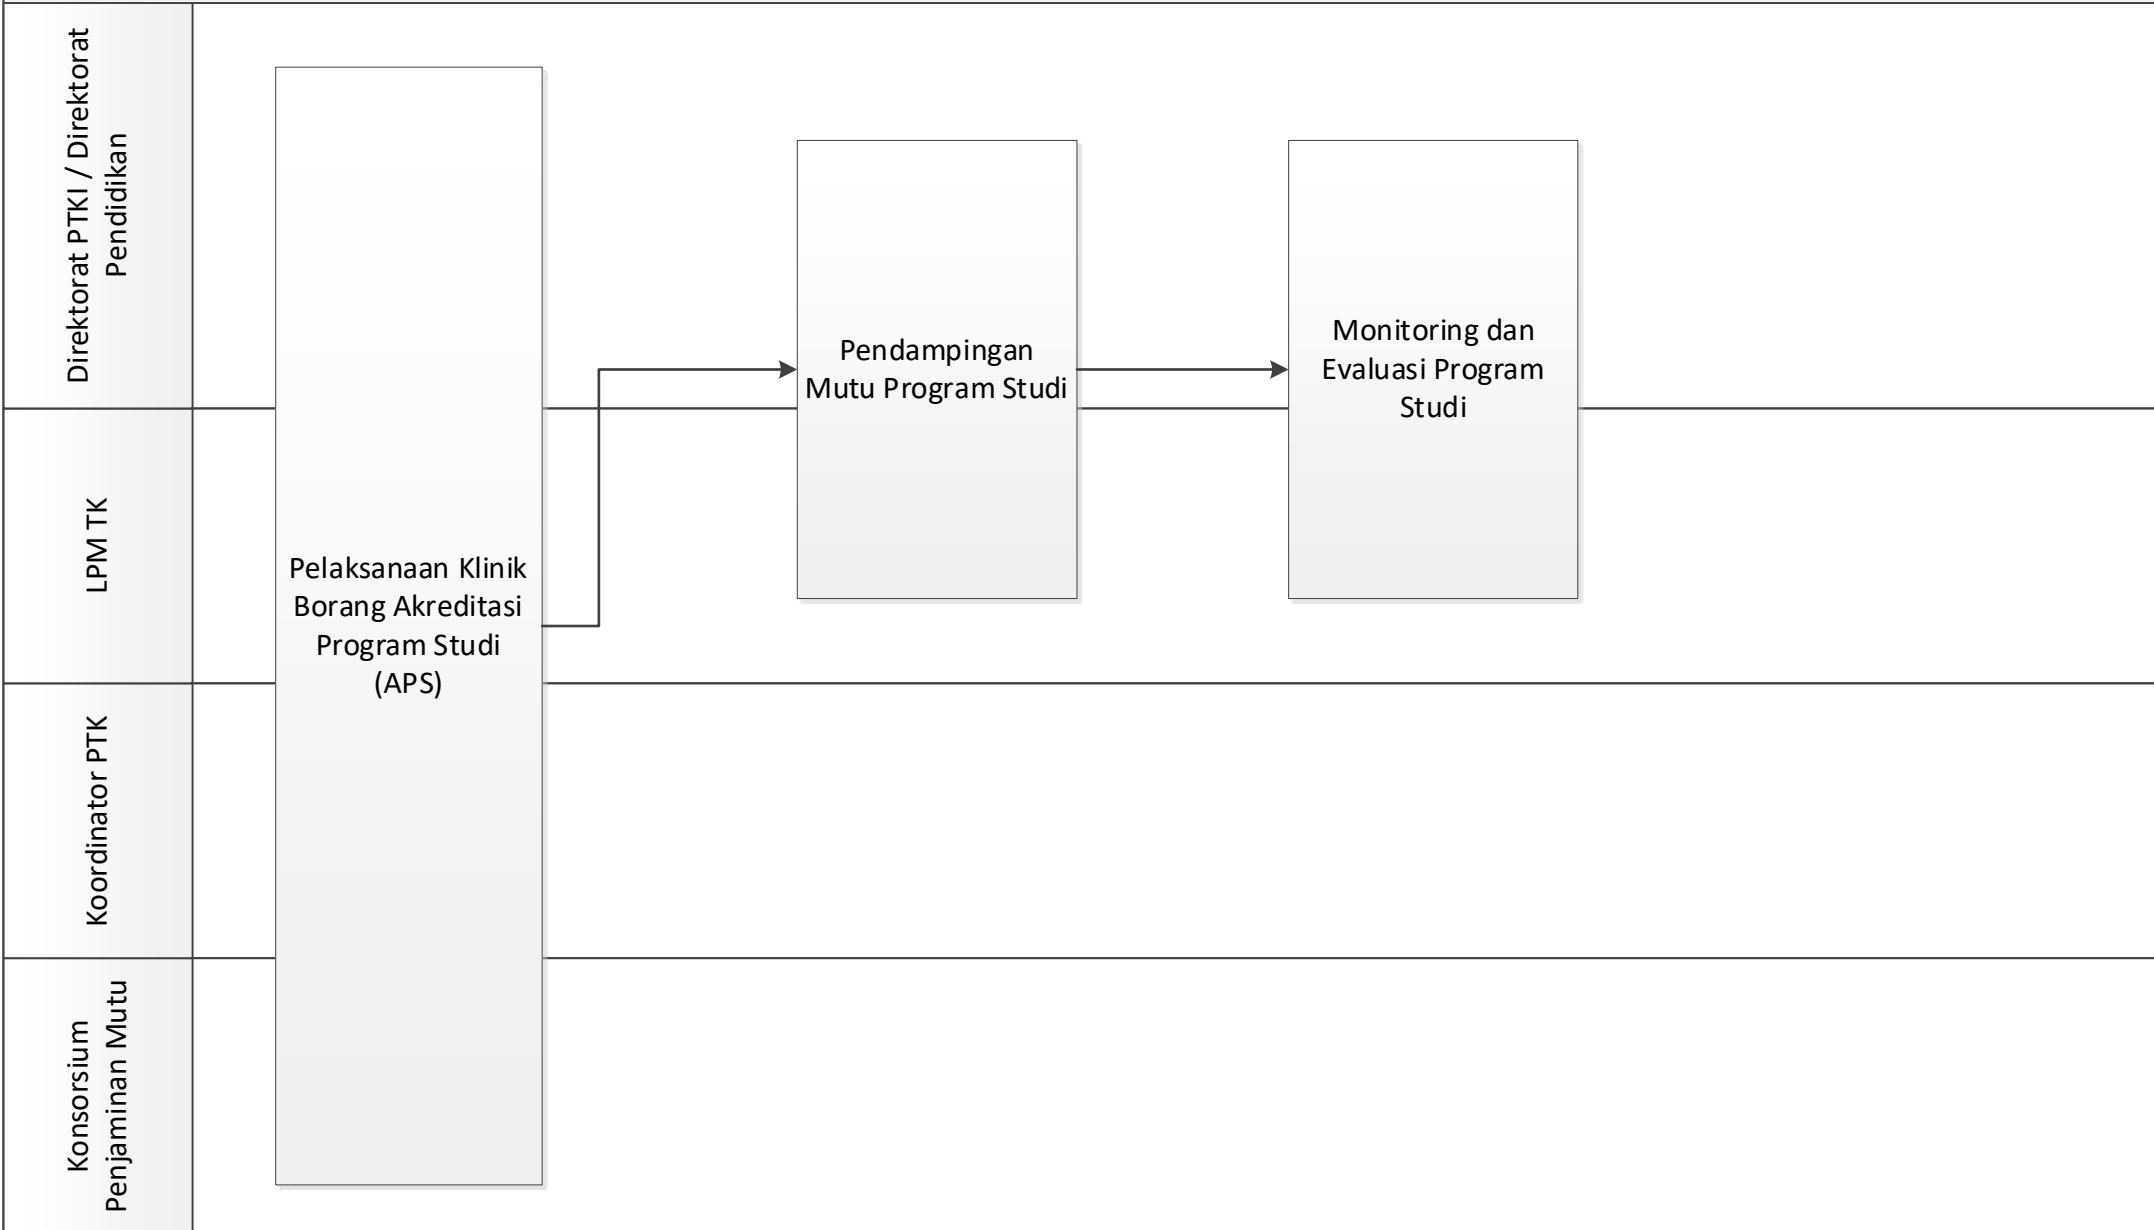 Direktorat PTKI / Direktorat
Pendidikan
LPM TK
Koordinator PTK
Konsorsium
Penjaminan Mutu
Pelaksanaan Klinik
Borang Akreditasi
Program Studi
(APS)
Pendampingan
Mutu Program Studi
Monitoring dan
Evaluasi Program
Studi